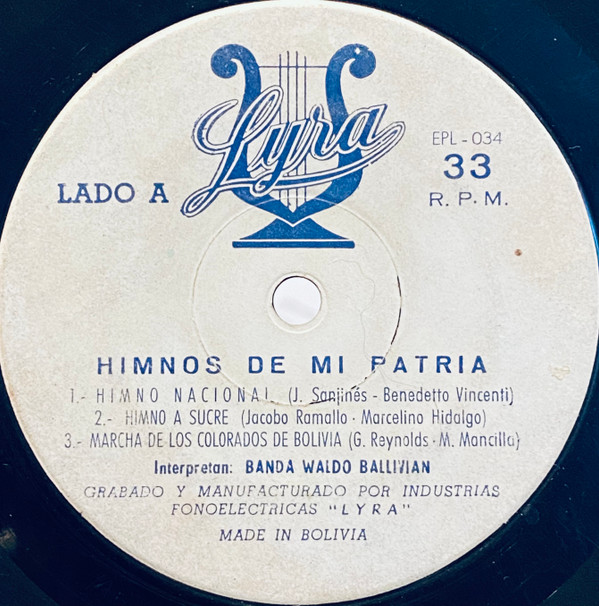 Lyra
EPL - 034
33
LADO A
R. P. M.
HIMNOS DE MI PATRIA
1.- HIMNO NACIONAL (J. Sanjinés - Benedetto Vincenti)
2.- HIMNO A SUCRE (Jacobo Ramallo - Marcelino Hidalgo)
3.- MARCHA DE LOS COLORADOS DE BOLIVIA (G. Reynolds - M. Mancilla)
Interpretan: BANDA WALDO BALLIVIAN
GRABADO Y MANUFACTURADO POR INDUSTRIAS
FONOELECTRICAS "LYRA"
MADE IN BOLIVIA